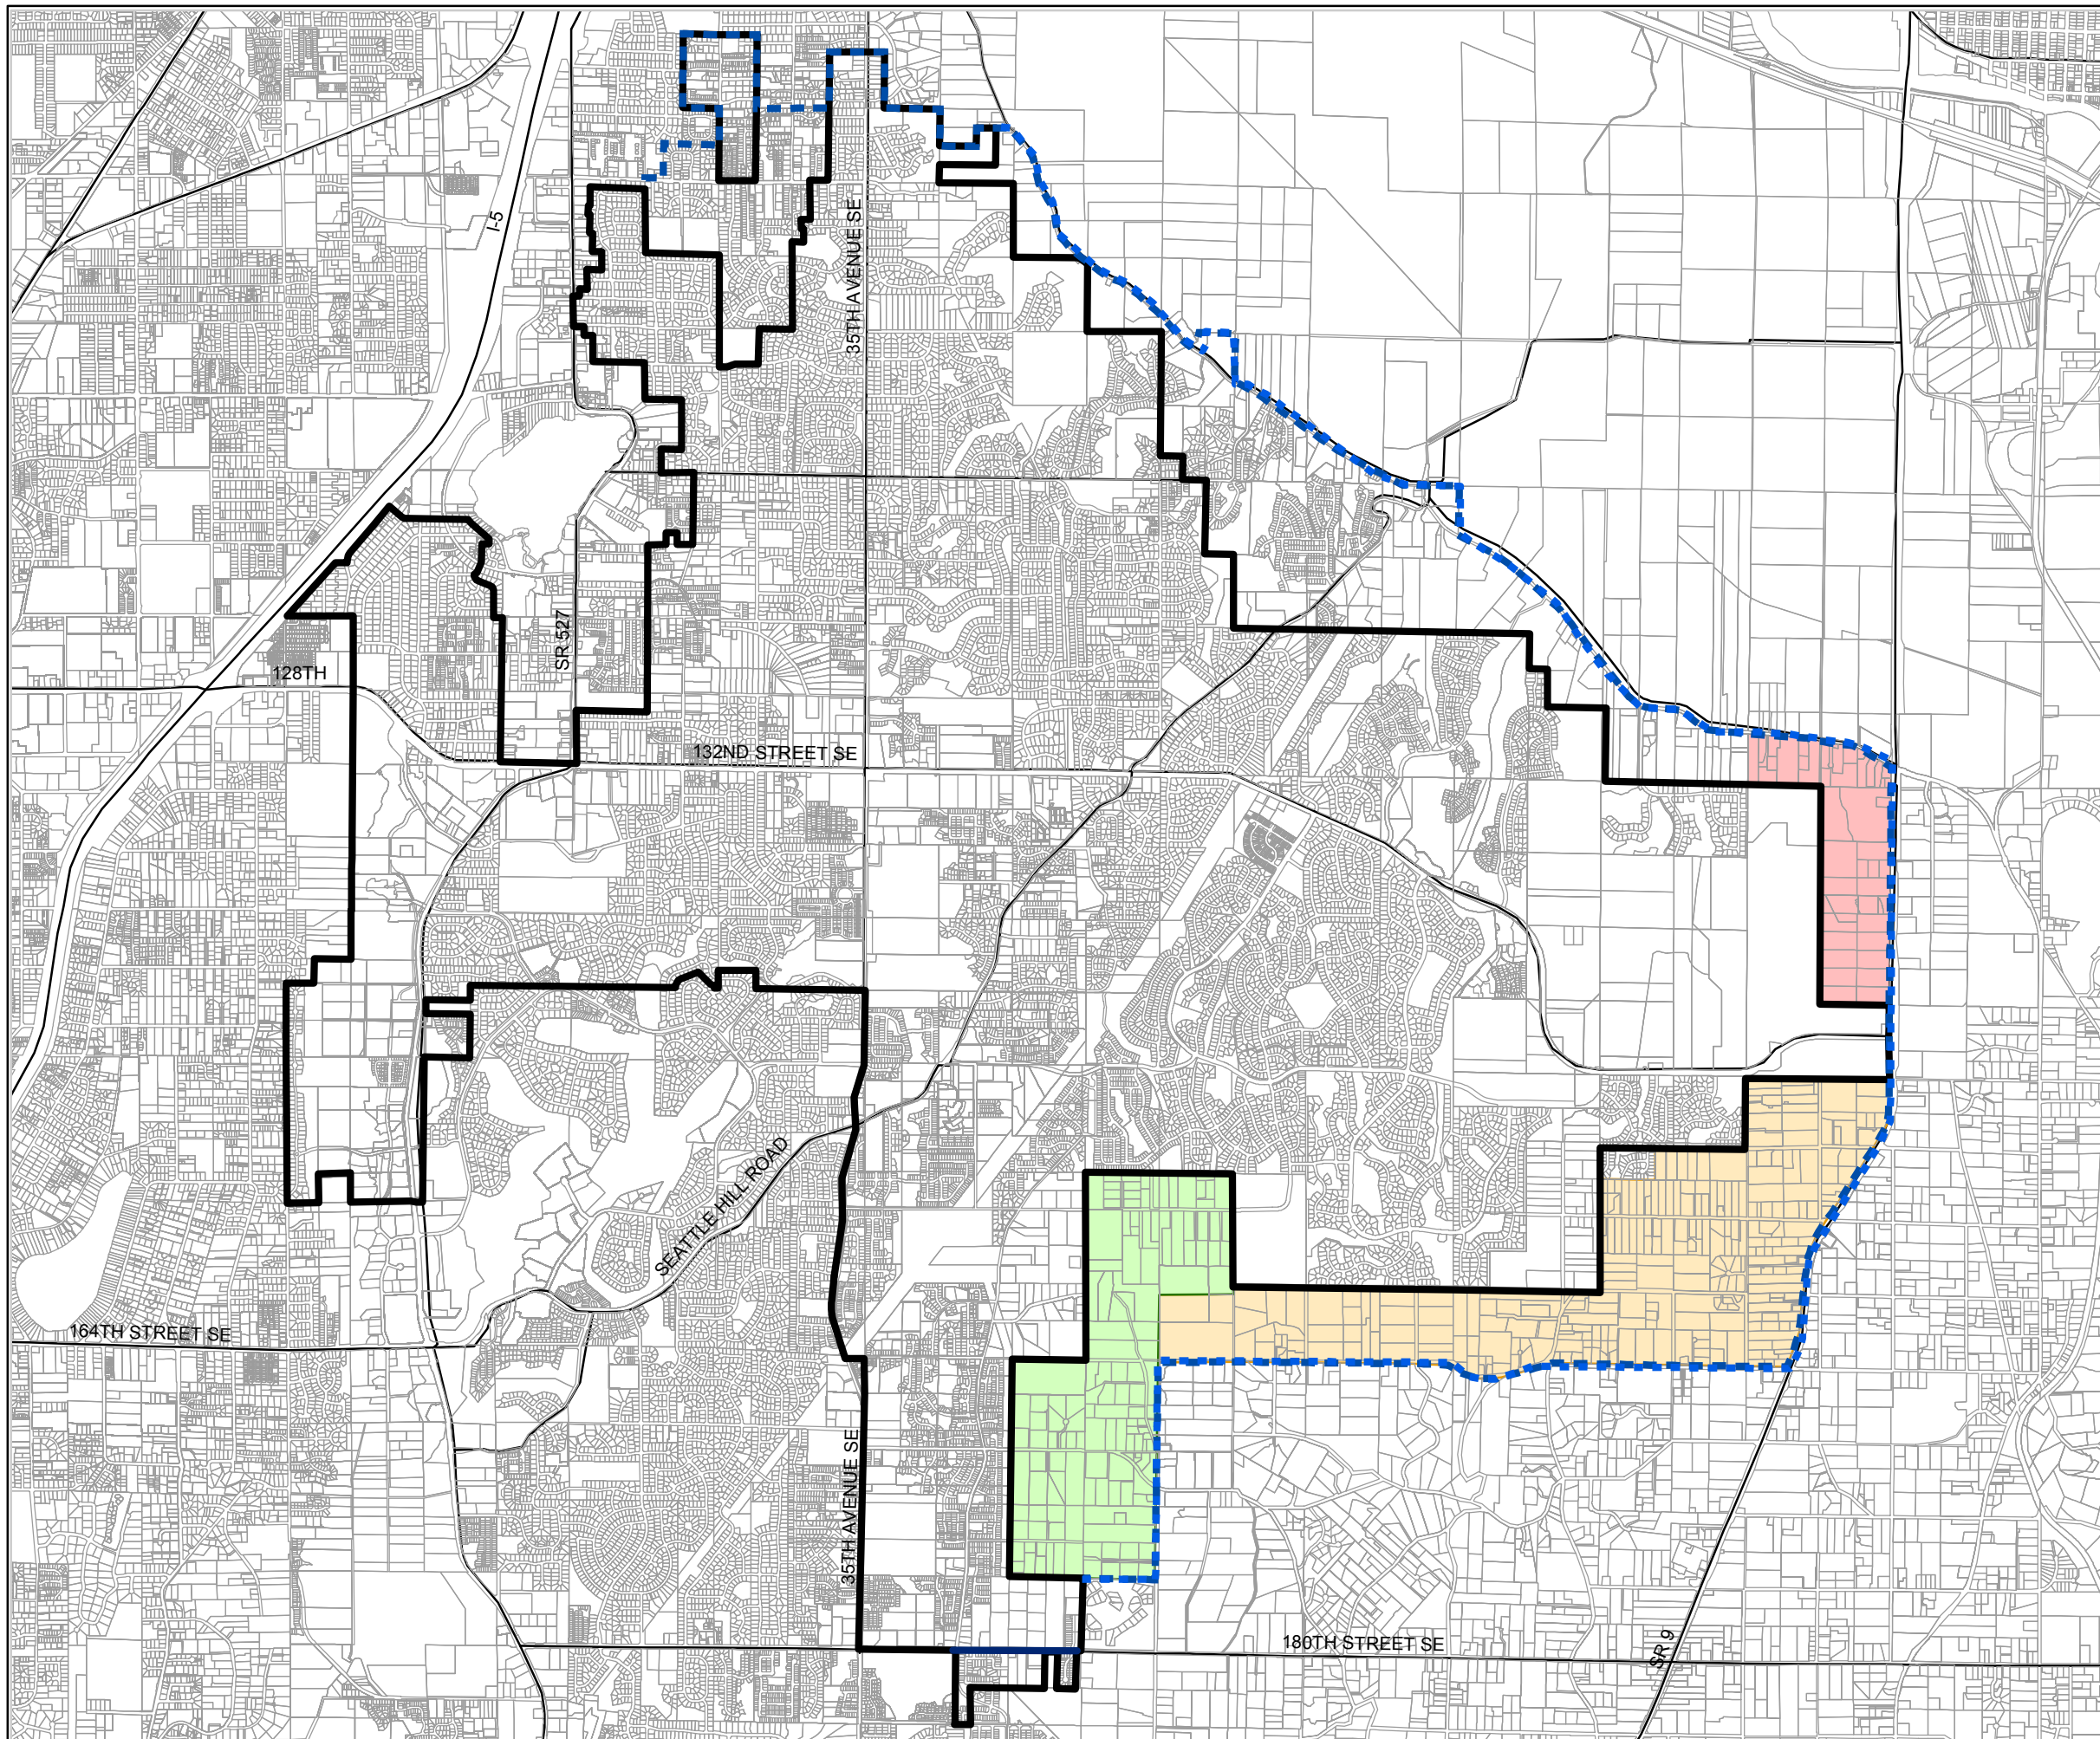 I-5
35TH AVENUE SE
SR 527
128TH
132ND STREET SE
SEATTLE HILL ROAD
164TH STREET SE
35TH AVENUE SE
180TH STREET SE
SR 9